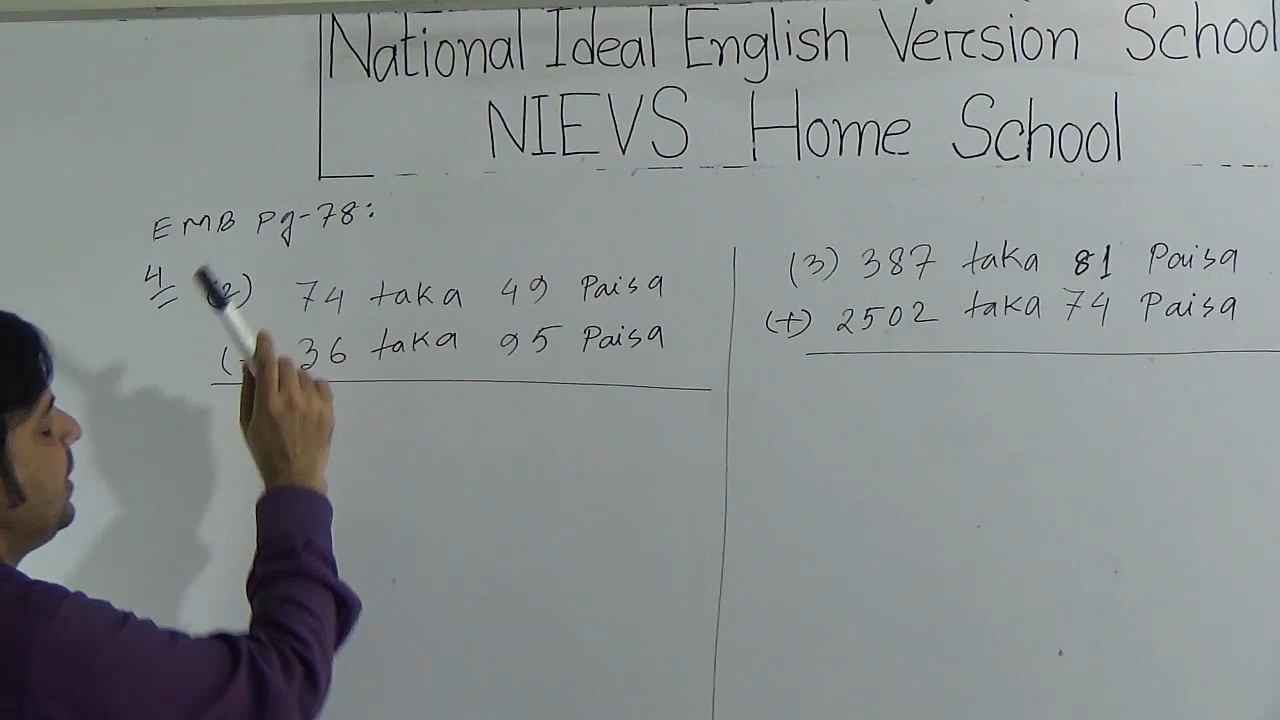 National Ideal English Version School
NIEVS Home School
EMB Pg-78:
4 (2) 74 taka 49 Paisa
36 taka 95 Paisa
(3) 387 taka 81 Paisa
(+) 2502 taka 74 Paisa